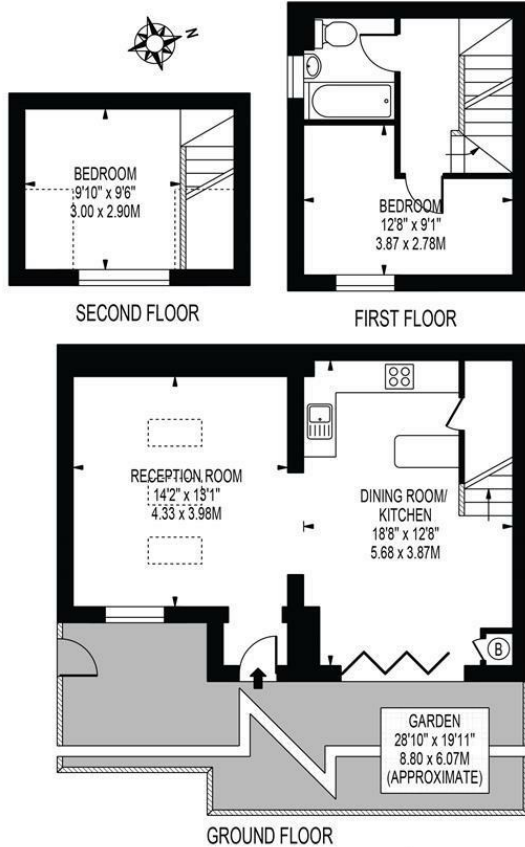 N
BEDROOM
9'10" x 9'6"
3.00 x 2.90M
SECOND FLOOR
BEDROOM
12'8" x 9'1"
3.87 x 2.78M
FIRST FLOOR
RECEPTION ROOM
14'2" x 13'1"
4.33 x 3.98M
DINING ROOM/
KITCHEN
18'8" x 12'8"
5.68 x 3.87M
B
GARDEN
28'10" x 19'11"
8.80 x 6.07M
(APPROXIMATE)
GROUND FLOOR